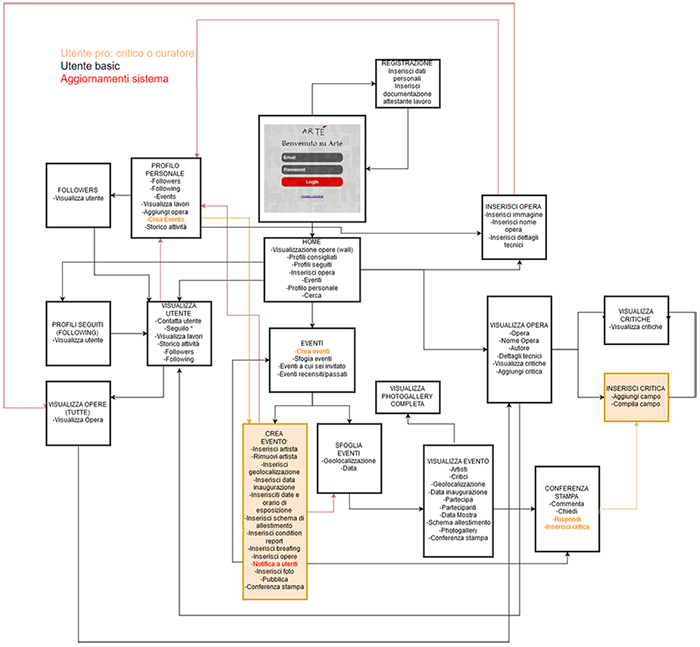 Utente pro: critico o curatore
Utente basic
Aggiornamenti sistema
REGISTRAZIONE
Inserisci dati
personali
Inserisci
documentazione
attestante lavoro
ARTÉ
Benvenuto su Artè
Email
Password
Login
PROFILO
PERSONALE
-Followers
-Following
-Events
-Visualizza lavori
-Aggiungi opera
-Crea Evento
-Storico attività
FOLLOWERS
-Visualizza utente
INSERISCI OPERA
-Inserisci immagine
-Inserisci nome
opera
-Inserisci dettagli
tecnici
HOME
-Visualizzazione opere (wall)
-Profili consigliati
-Profili seguiti
-Inserisci opera
-Eventi
-Profilo personale
-Cerca
PROFILI SEGUITI
(FOLLOWING)
-Visualizza utente
VISUALIZZA
UTENTE
-Contatta utente
-Seguilo *
-Visualizza lavori
-Storico attività
-Followers
-Following
EVENTI
-Crea eventi
-Sfogia eventi
-Eventi a cui sei invitato
-Eventi recensiti/passati
VISUALIZZA OPERA
-Opera
-Nome Opera
-Autore
-Dettagli tecnici
-Visualizza critiche
-Aggiungi critica
VISUALIZZA
CRITICHE
-Visualizza critiche
INSERISCI CRITICA
-Aggiungi campo
-Compila campo
VISUALIZZA OPERE
(TUTTE)
-Visualizza Opera
VISUALIZZA
PHOTOGALLERY
COMPLETA
CREA
EVENTO:
-Inserisci artista
-Rimuovi artista
-Inserisci
geolocalizzazione
-Inserisci data
inaugurazione
-Inserisciti date e
orario di
esposizione
-Inserisci schema di
allestimento
-Inserisci condition
report
-Inserisci breafing
-Inserisci opere
-Notifica a utenti
-Inserisci foto
-Pubblica
-Conferenza stampa
SFOGLIA
EVENTI
-Geolocalizzazione
-Data
VISUALIZZA EVENTO
-Artisti
-Critici
-Geolocalizzazione
-Data inaugurazione
-Partecipa
-Partecipanti
-Data Mostra
-Schema allestimento
-Photogallery
-Conferenza stampa
CONFERENZA
STAMPA
-Commenta
-Chiedi
-Rispondi
-Inserisci critica